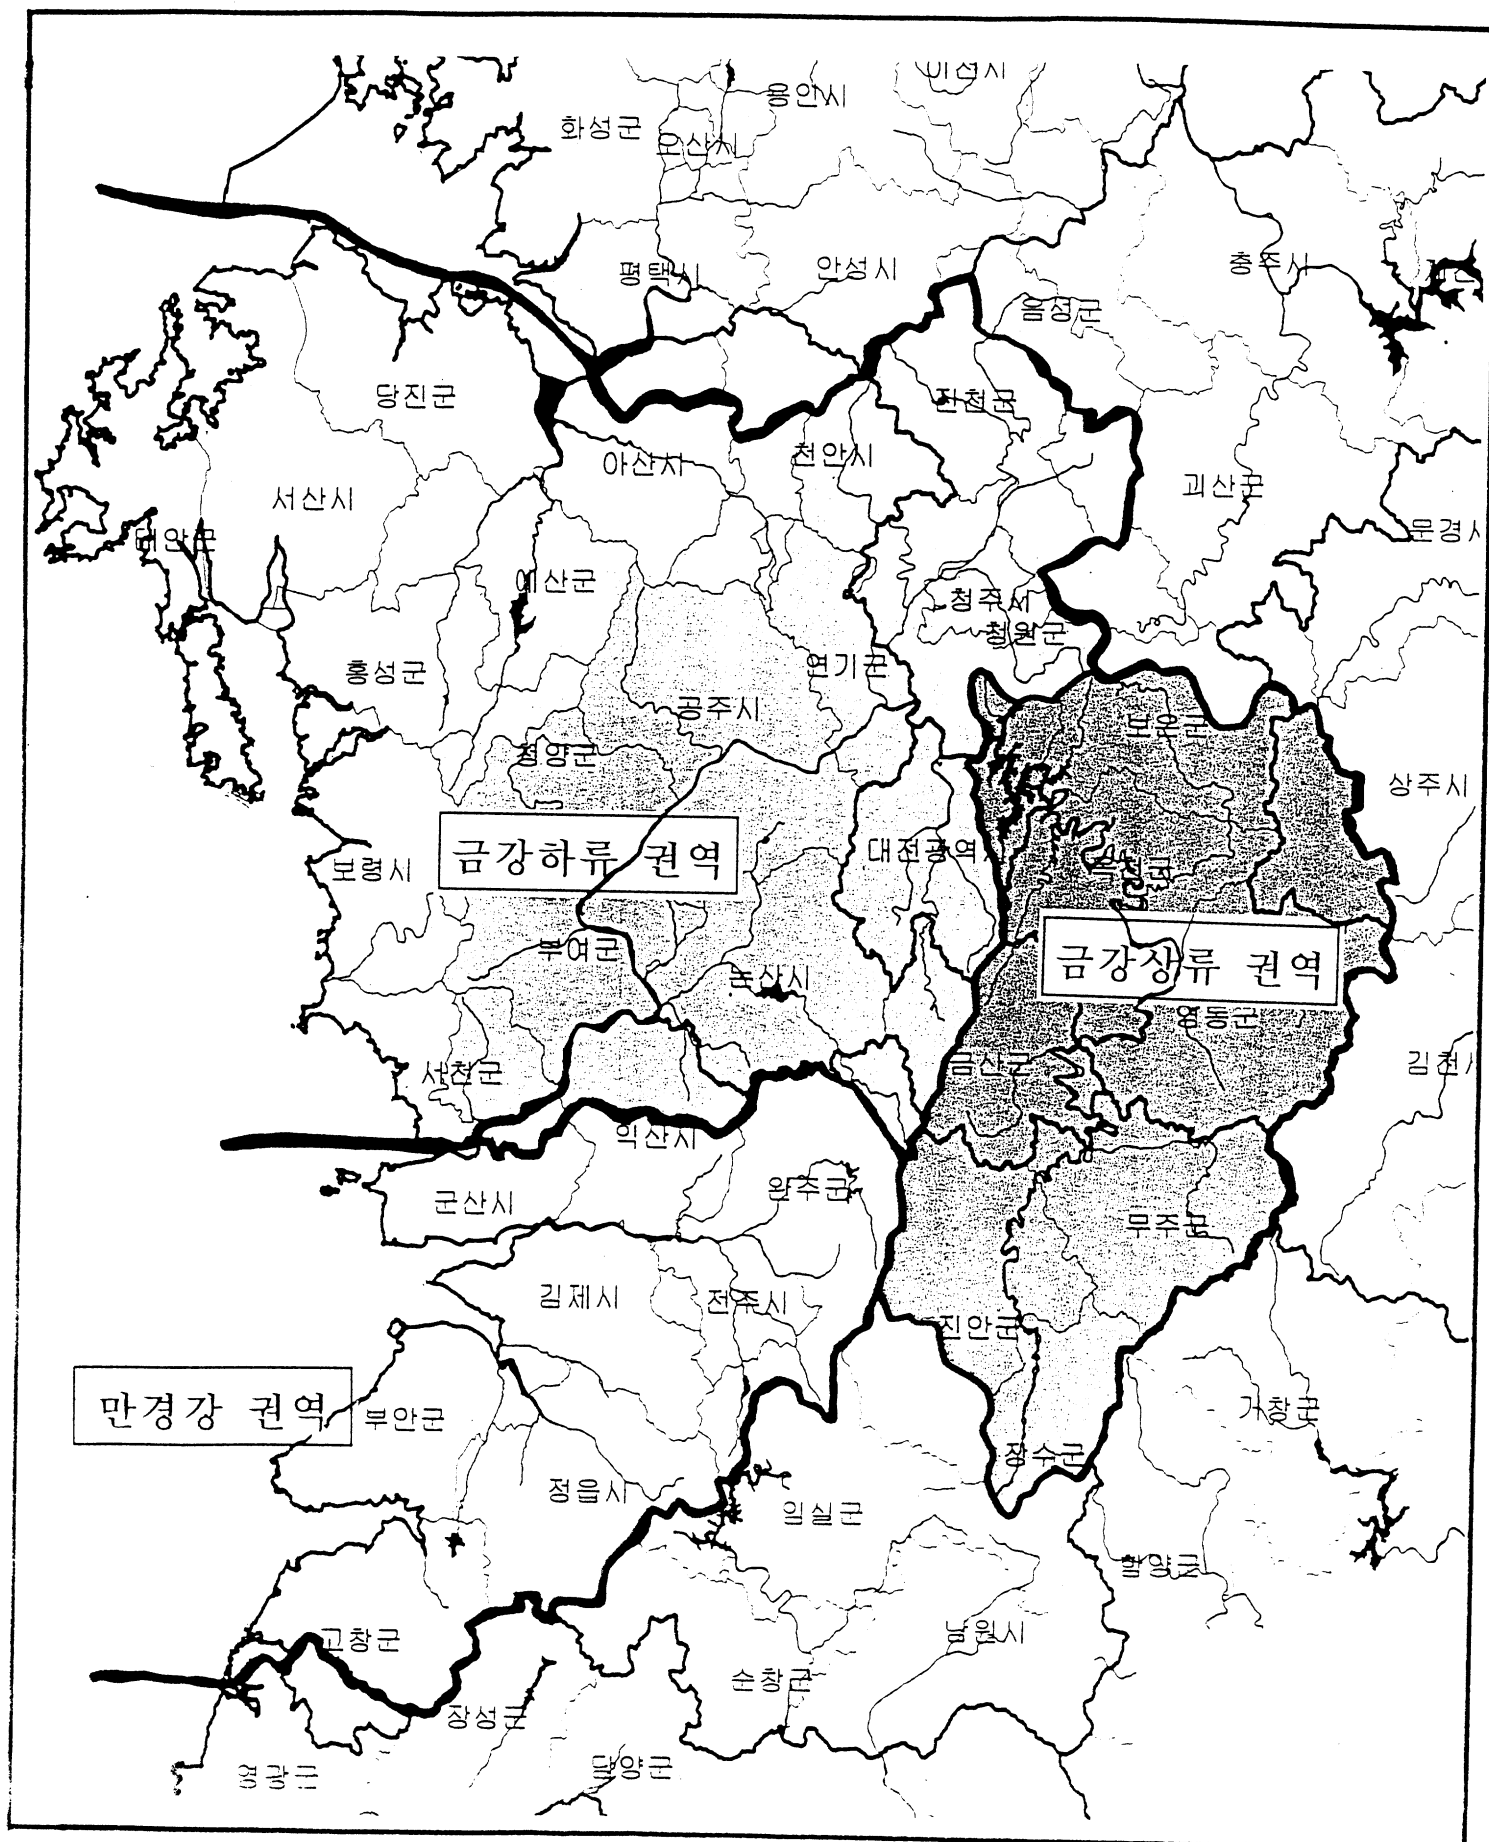 이천시
용안시
화성군
오산시
평택시
안성시
충주시
음성군
당진군
진천군
아산시
천안시
서산시
괴산군
태안군
문경시
예산군
청주시
청원군
홍성군
연기군
공주시
보은군
청양군
상주시
금강하류 권역
보령시
대전광역시
옥천군
부여군
논산시
금강상류 권역
영동군
서천군
금산군
김천시
익산시
군산시
완주군
무주군
김제시
전주시
진안군
만경강 권역
부안군
거창군
장수군
정읍시
임실군
함양군
고창군
남원시
순창군
장성군
영광군
담양군